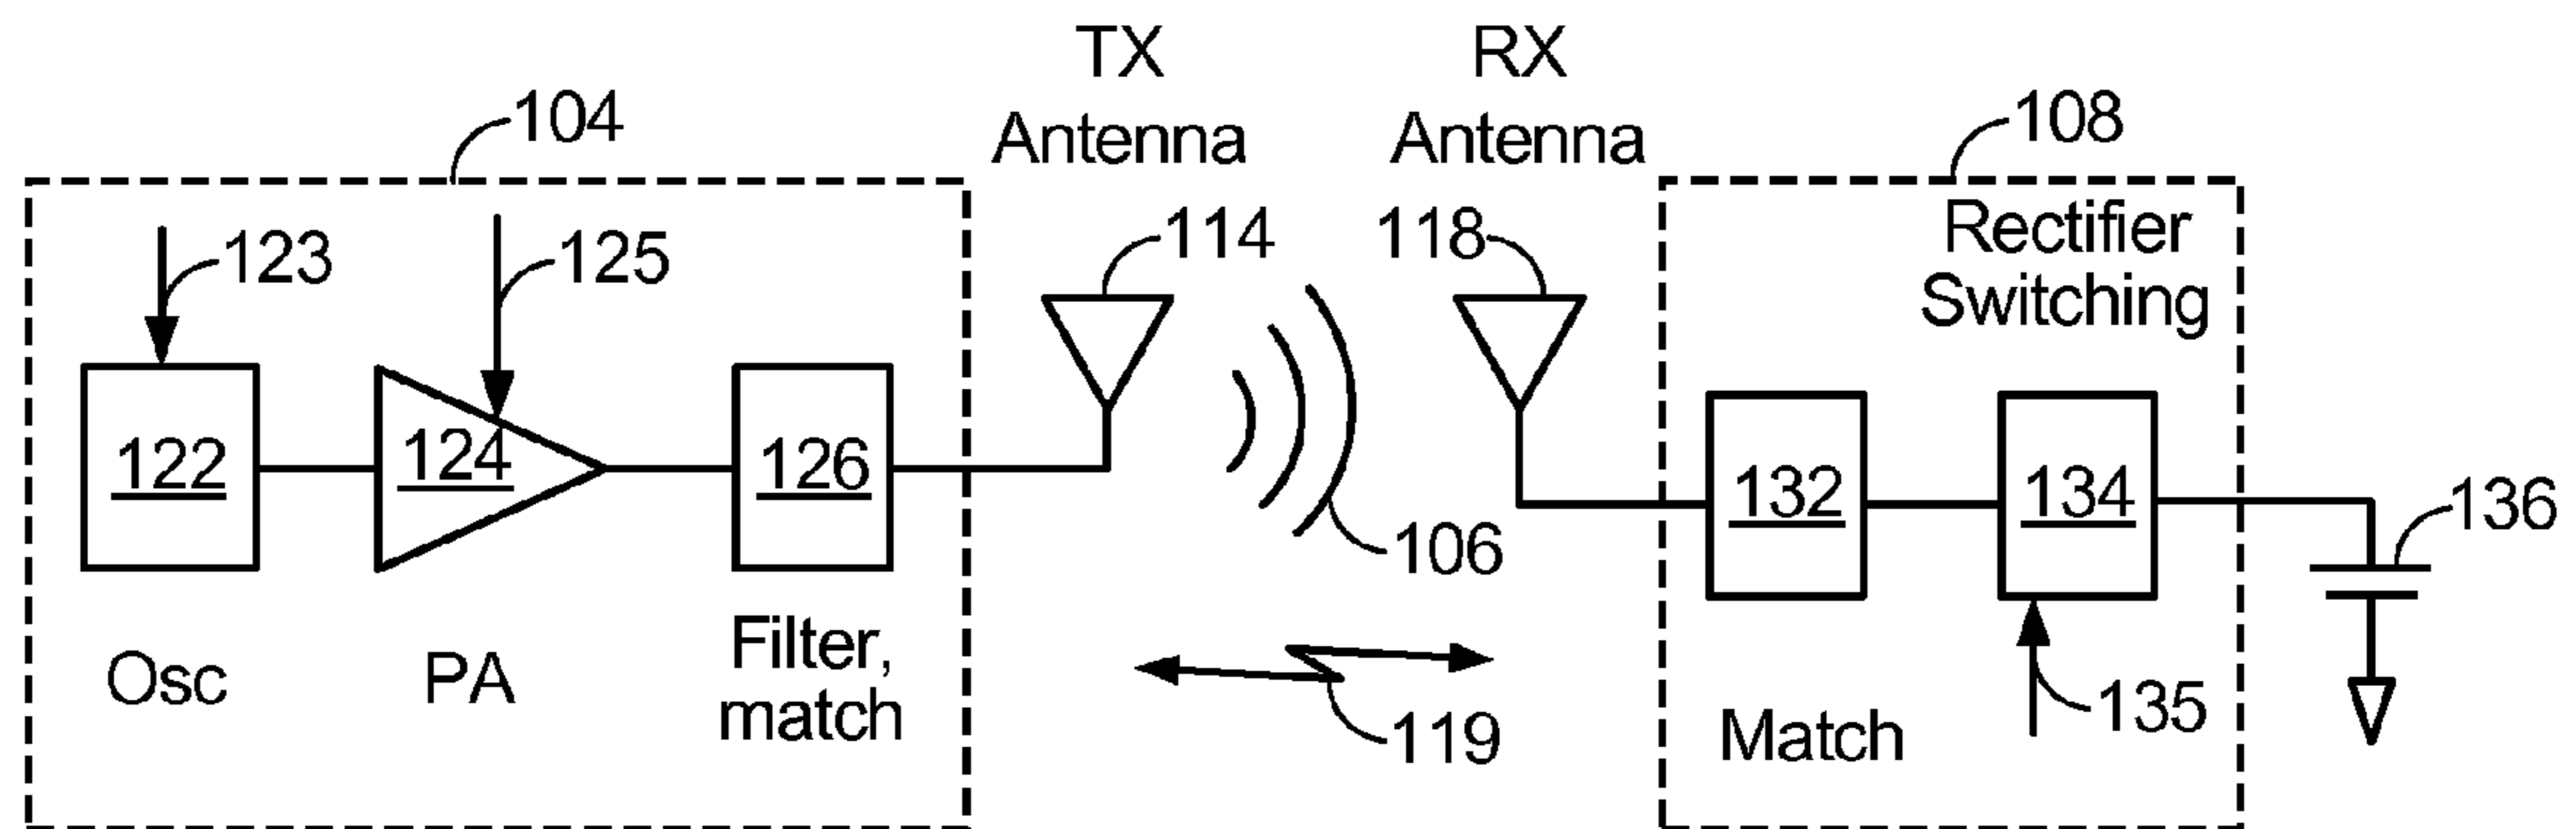 TX
Antenna
RX
Antenna
104
108
123
125
114
118
Rectifier
Switching
122
124
126
106
132
134
136
Osc
PA
Filter,
match
119
Match
135